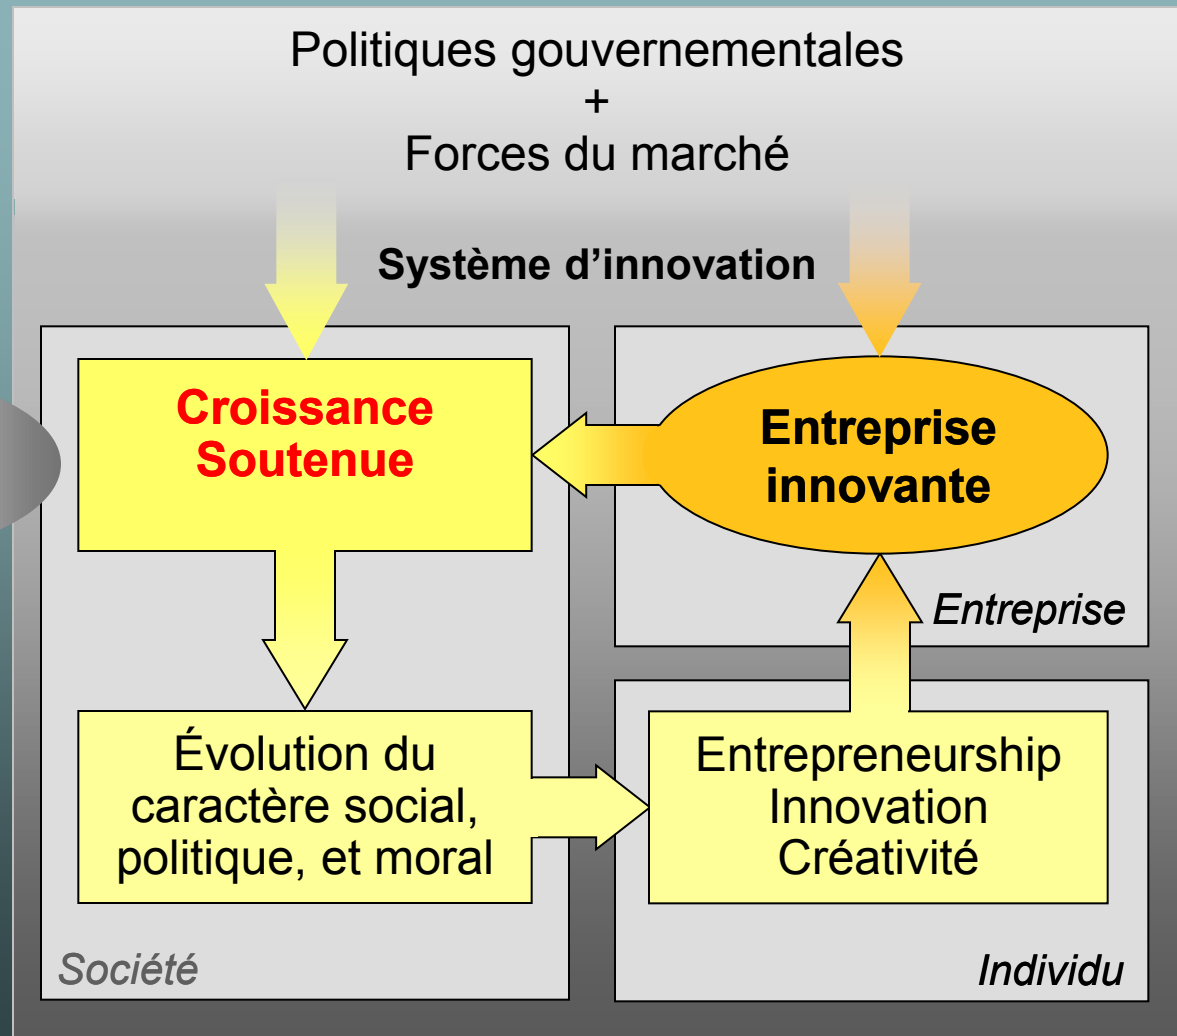 Politiques gouvernementales
+
Forces du marché
Système d’innovation
Croissance
Soutenue
Entreprise
innovante
Entreprise
Évolution du
caractère social,
politique, et moral
Entrepreneurship
Innovation
Créativité
Société
Individu